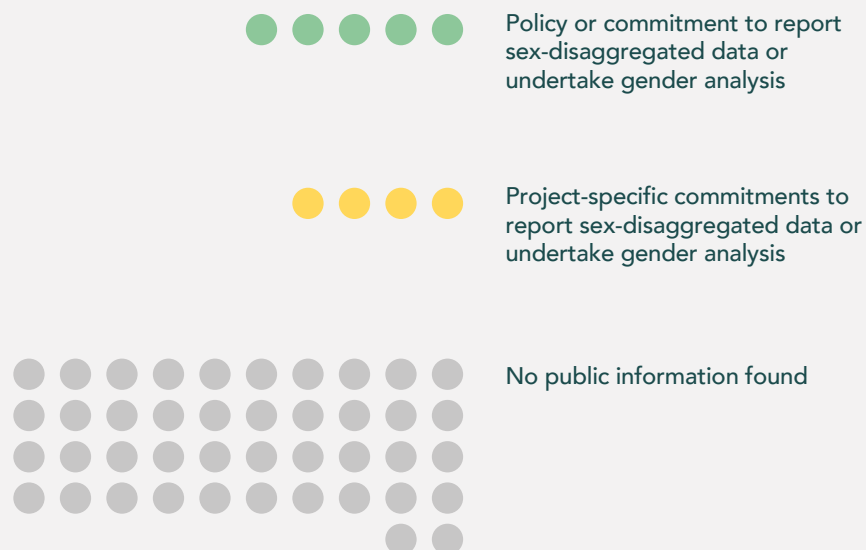 Policy or commitment to report
sex-disaggregated data or
undertake gender analysis
Project-specific commitments to
report sex-disaggregated data or
undertake gender analysis
No public information found